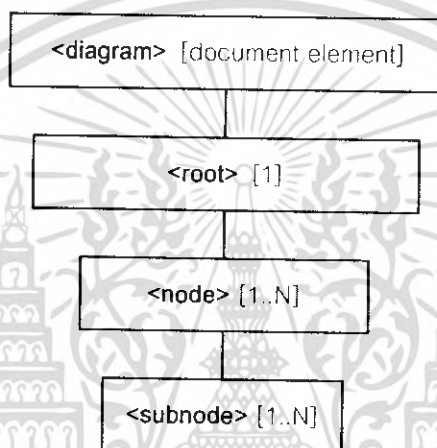 <diagram> [document element]
<root> [1]
<node> [1..N]
<subnode> [1..N]